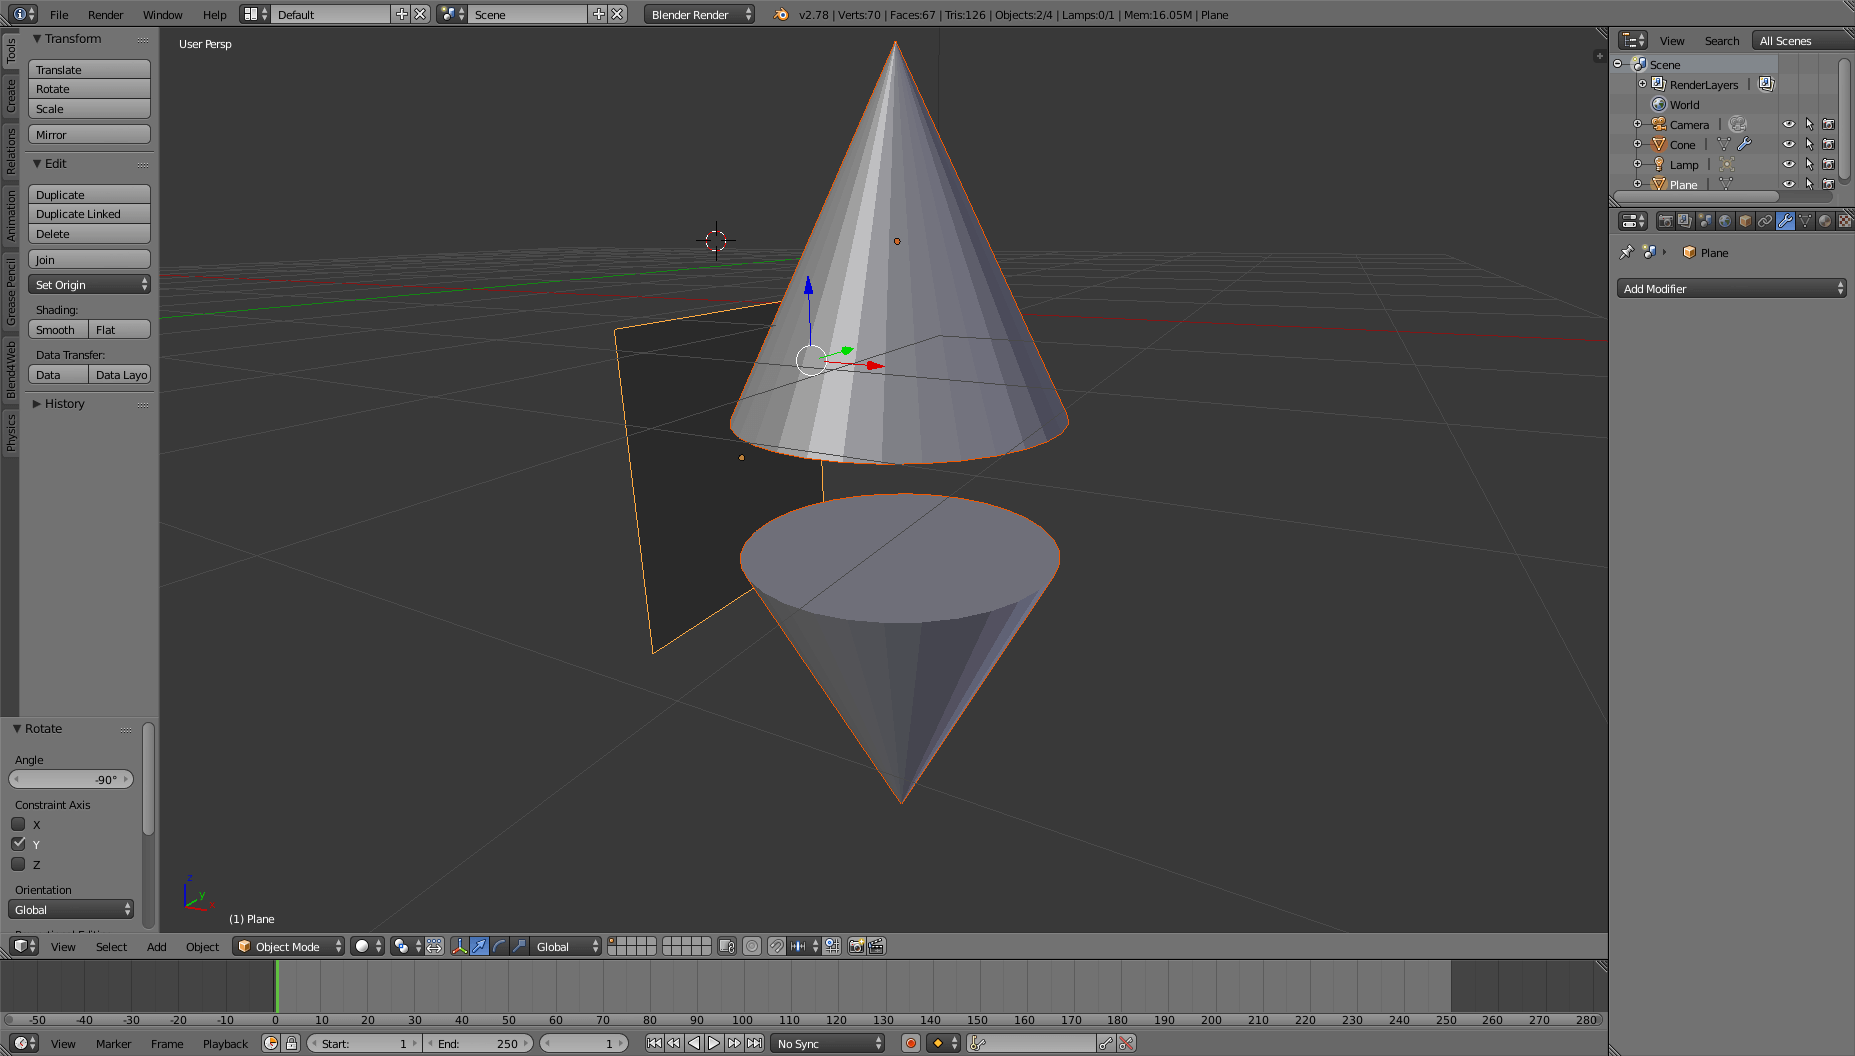 File Render Window Help Default Scene Blender Render v2.78 | Verts:70 | Faces:67 | Tris:126 | Objects:2/4 | Lamps:0/1 | Mem:16.05M | Plane
Tools
Create
Relations
Animation
Grease Pencil
Blend4Web
Physics
Transform
Translate
Rotate
Scale
Mirror
Edit
Duplicate
Duplicate Linked
Delete
Join
Set Origin
Shading:
Smooth Flat
Data Transfer:
Data Data Layo
History
Rotate
Angle
-90°
Constraint Axis
X
Y
Z
Orientation
Global
User Persp
z
y
x
(1) Plane
View Search All Scenes
Scene
RenderLayers |
World
Camera |
Cone |
Lamp |
Plane |
Plane
Add Modifier
View Select Add Object Object Mode Global
-50 -40 -30 -20 -10 0 10 20 30 40 50 60 70 80 90 100 110 120 130 140 150 160 170 180 190 200 210 220 230 240 250 260 270 280
View Marker Frame Playback Start: 1 End: 250 1 No Sync